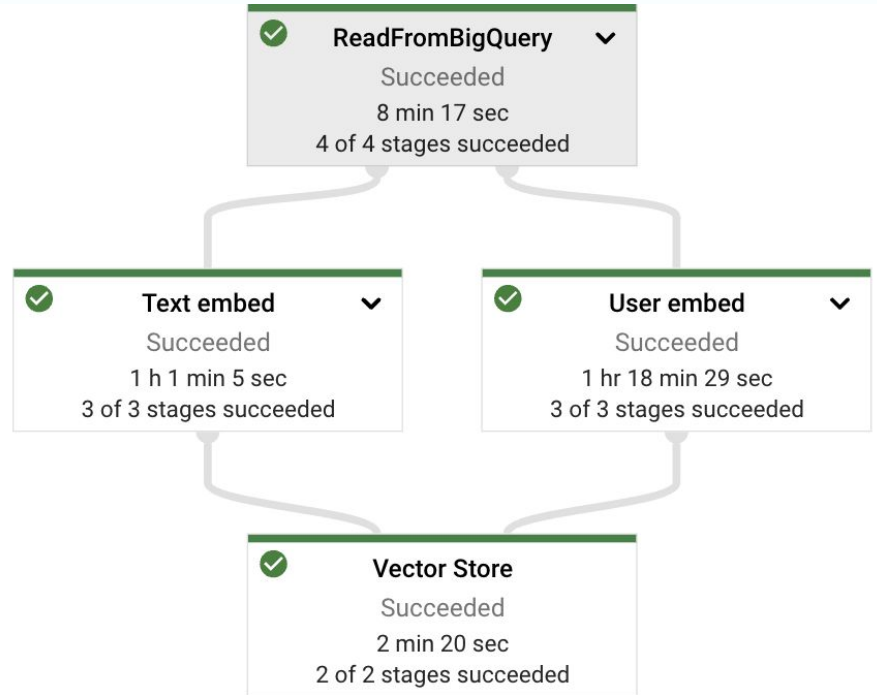 ReadFromBigQuery
Succeeded
8 min 17 sec
4 of 4 stages succeeded
Text embed
Succeeded
1 h 1 min 5 sec
3 of 3 stages succeeded
User embed
Succeeded
1 hr 18 min 29 sec
3 of 3 stages succeeded
Vector Store
Succeeded
2 min 20 sec
2 of 2 stages succeeded